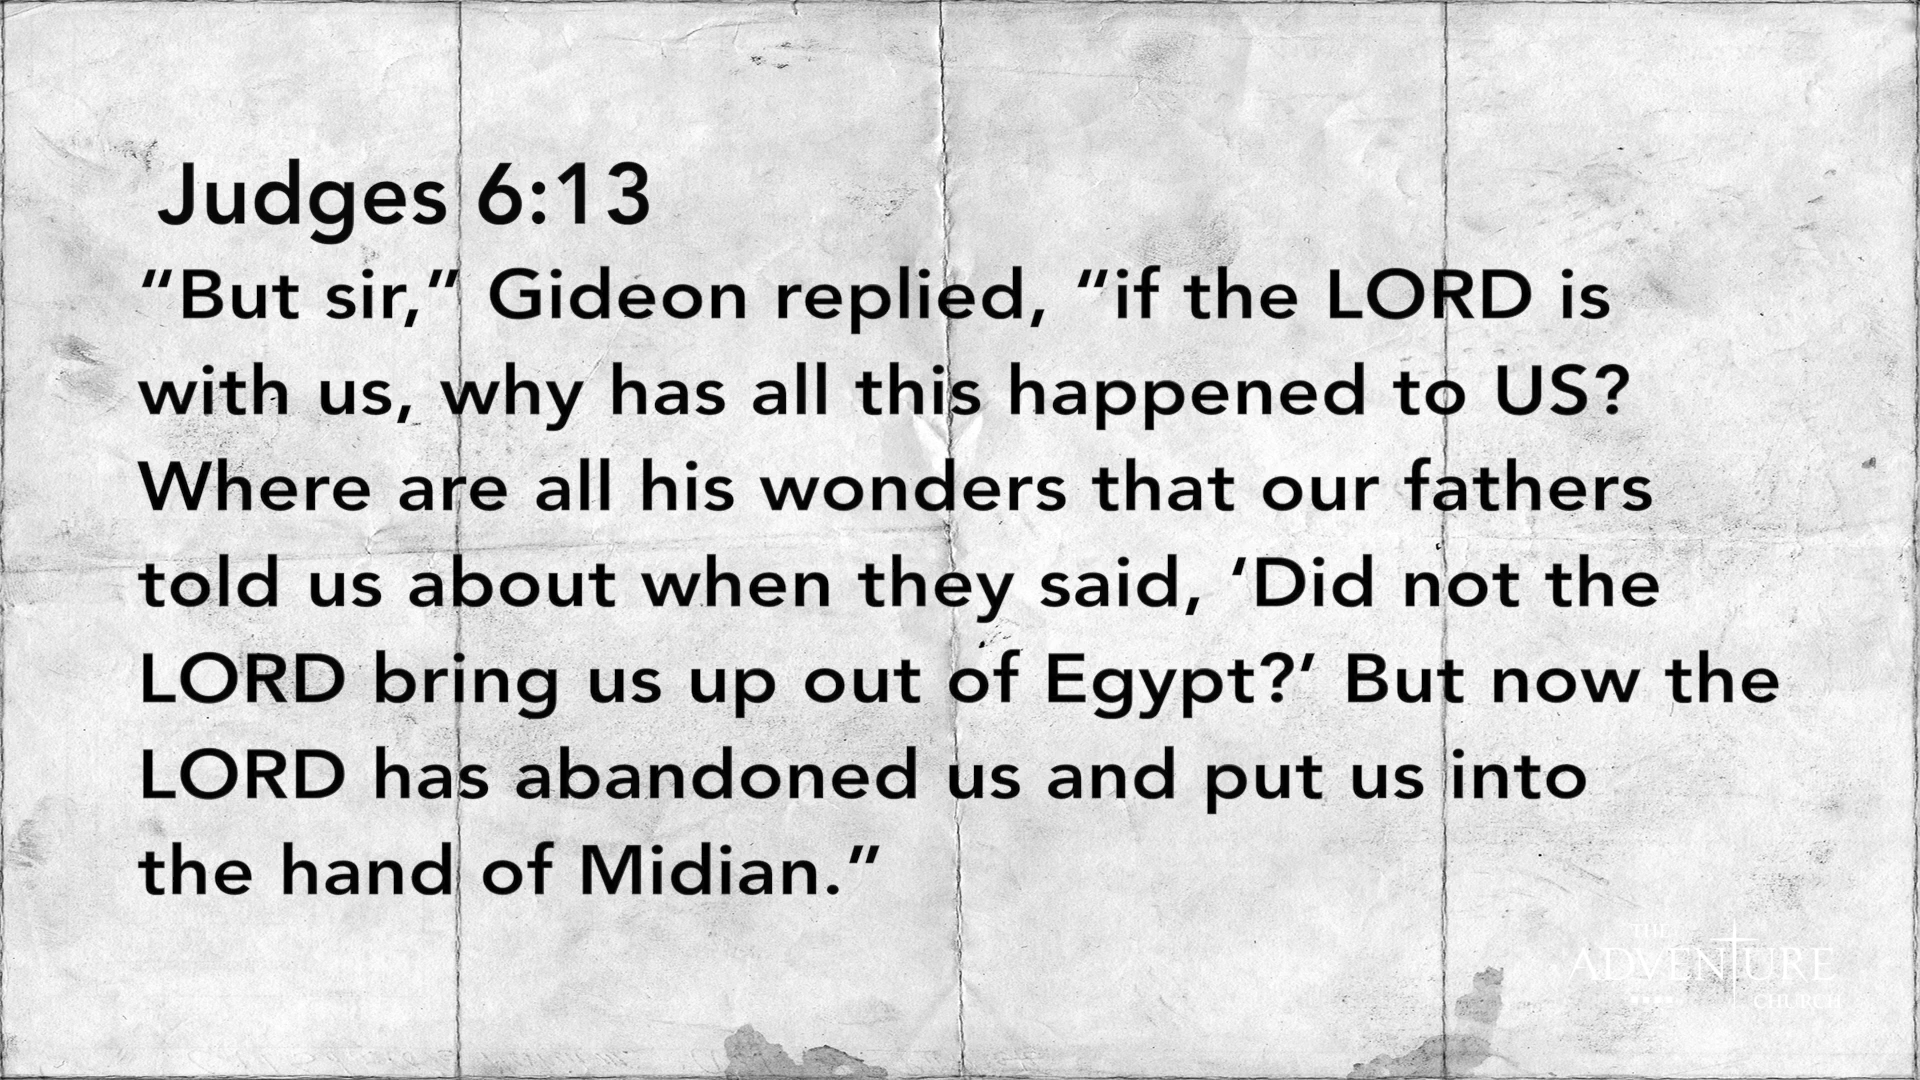 Judges 6:13
“But sir,” Gideon replied, “if the LORD is
with us, why has all this happened to US?
Where are all his wonders that our fathers
told us about when they said, ‘Did not the
LORD bring us up out of Egypt?’ But now the
LORD has abandoned us and put us into
the hand of Midian.”
THE
ADVENTURE
CHURCH